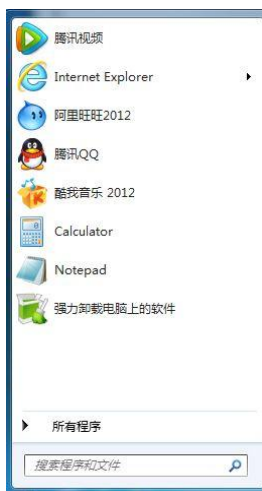 腾讯视频
Internet Explorer
阿里旺旺2012
腾讯QQ
酷我音乐 2012
Calculator
Notepad
强力卸载电脑上的软件
所有程序
搜索程序和文件